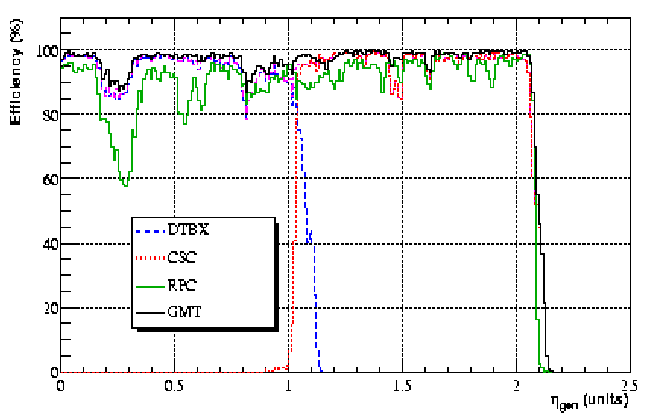 Efficiency (%)
100
80
60
40
20
0
DTBX
CSC
RPC
GMT
0 0.5 1 1.5 2 2.5
ηgen (units)